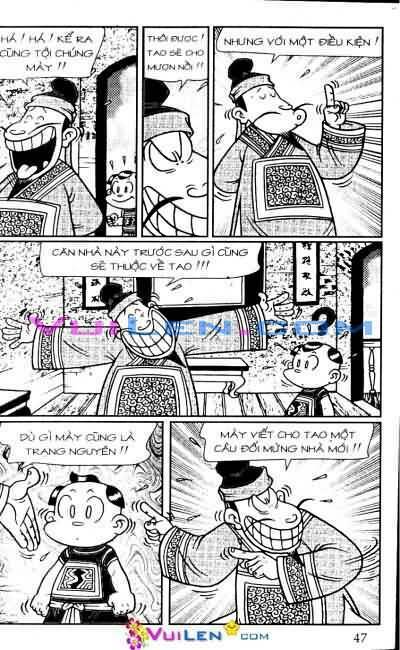 HÁ ! HÁ ! KỂ RA
CŨNG TỘI CHÚNG
MÀY !!
THÔI ĐƯỢC !
TAO SẼ CHO
MƯỢN NỒI !!
NHƯNG VỚI MỘT ĐIỀU KIỆN !
CĂN NHÀ NÀY TRƯỚC SAU GÌ CŨNG
SẼ THUỘC VỀ TAO !!!
VUILEN.COM
DÙ GÌ MÀY CŨNG LÀ
TRẠNG NGUYÊN !!
MÀY VIẾT CHO TAO MỘT
CÂU ĐỐI MỪNG NHÀ MỚI !!
47
VUILEN.COM